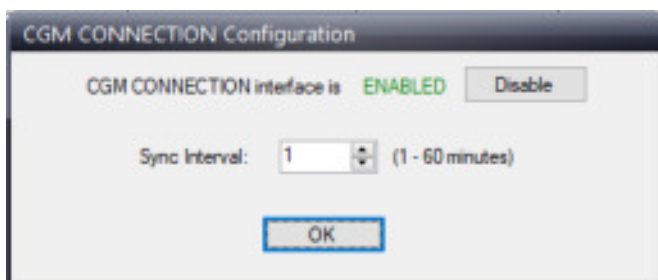 CGM CONNECTION Configuration
CGM CONNECTION interface is ENABLED Disable
Sync Interval: 1 (1 - 60 minutes)
OK